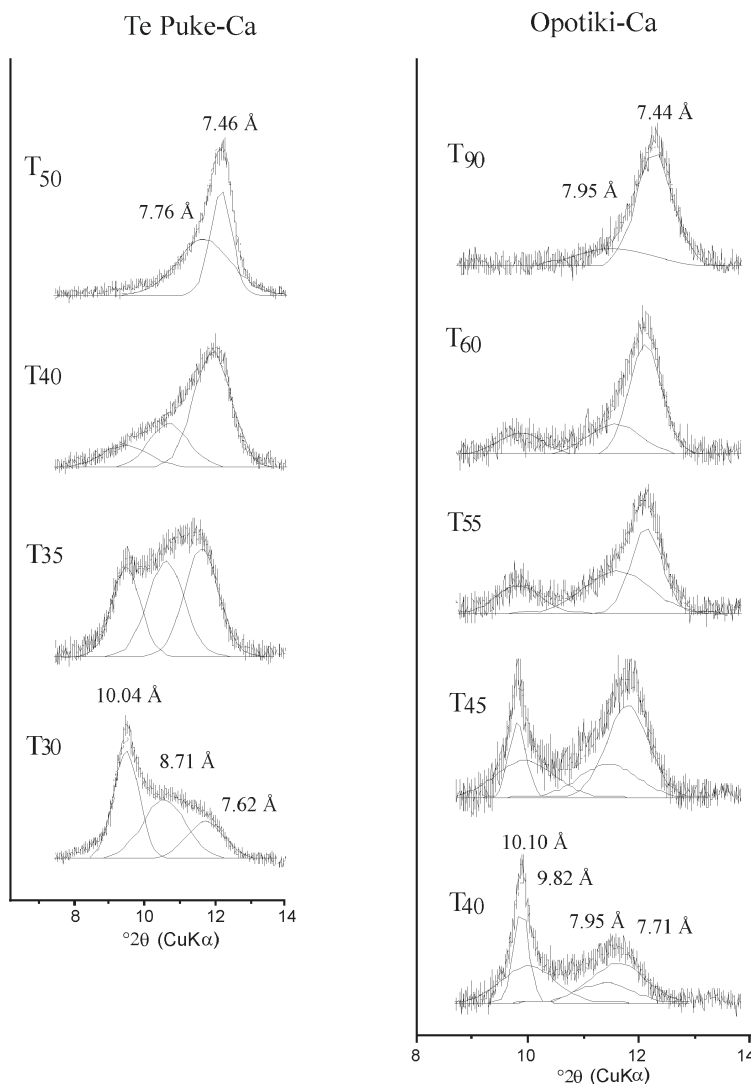 Te Puke-Ca
7.46 Å
T50
7.76 Å
T40
T35
10.04 Å
T30
8.71 Å
7.62 Å
8 10 12 14
°2θ (CuKα)
Opotiki-Ca
7.44 Å
T90
7.95 Å
T60
T55
T45
10.10 Å
9.82 Å
T40
7.95 Å 7.71 Å
8 10 12 14
°2θ (CuKα)